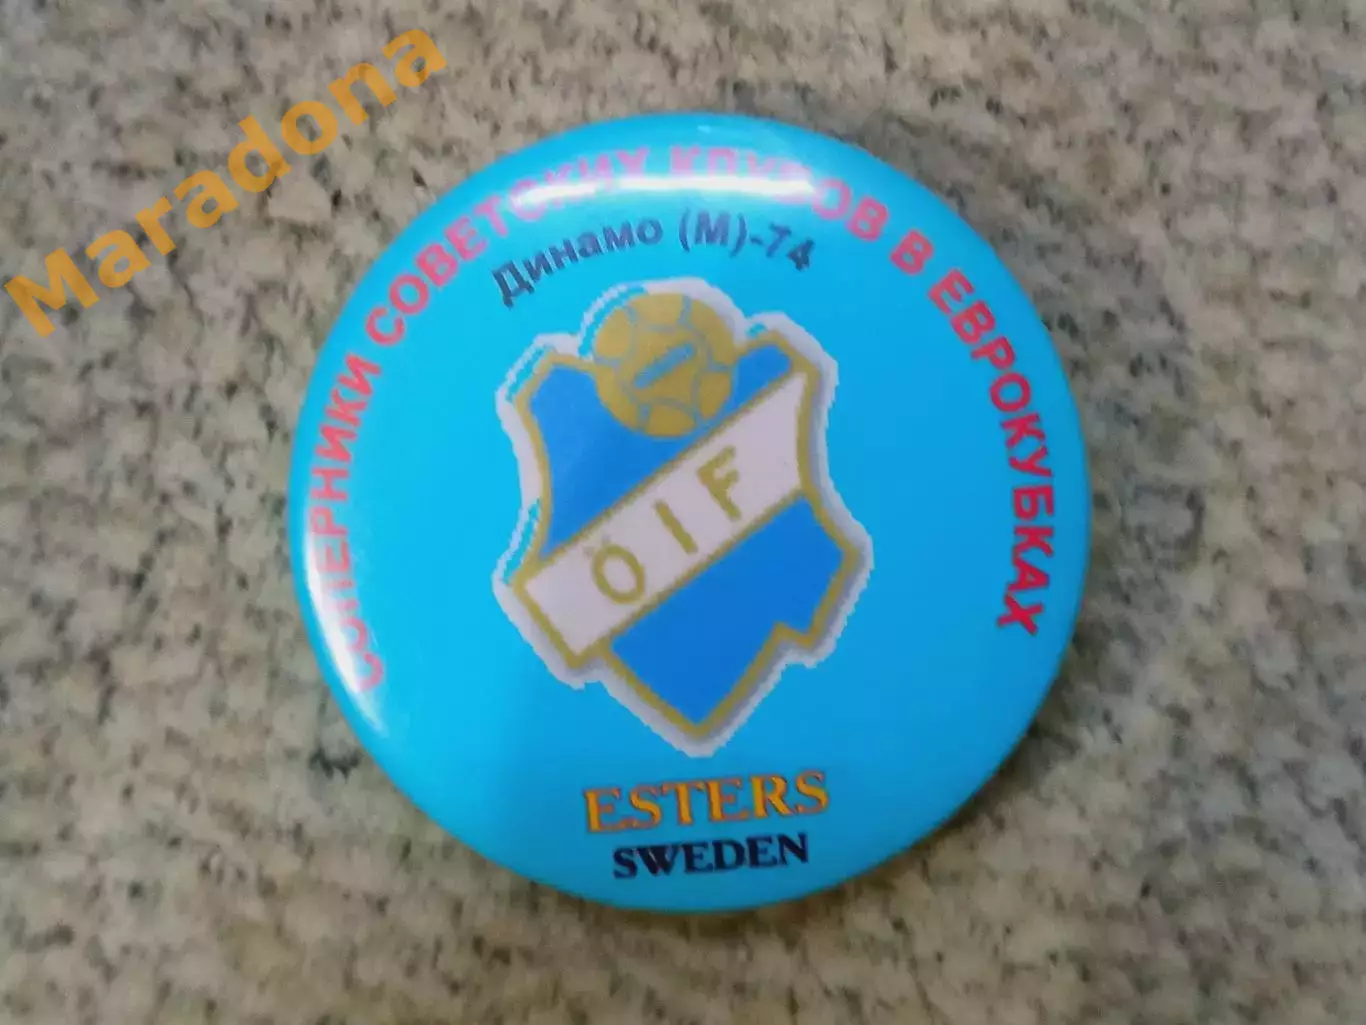 Maradona
СОПЕРНИКИ СОВЕТСКИХ КЛУБОВ В ЕВРОКУБКАХ
Динамо (М)-74
ÖIF
ESTERS
SWEDEN